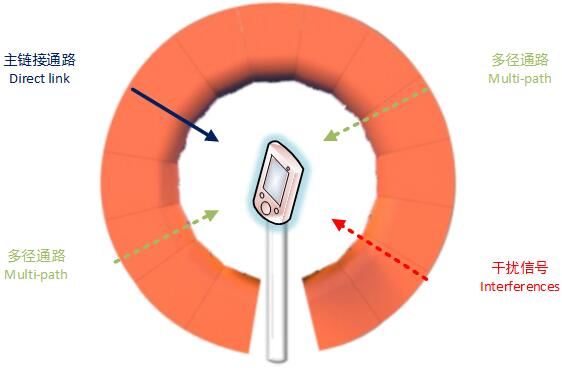 主链接通路
Direct link
多径通路
Multi-path
多径通路
Multi-path
干扰信号
Interferences